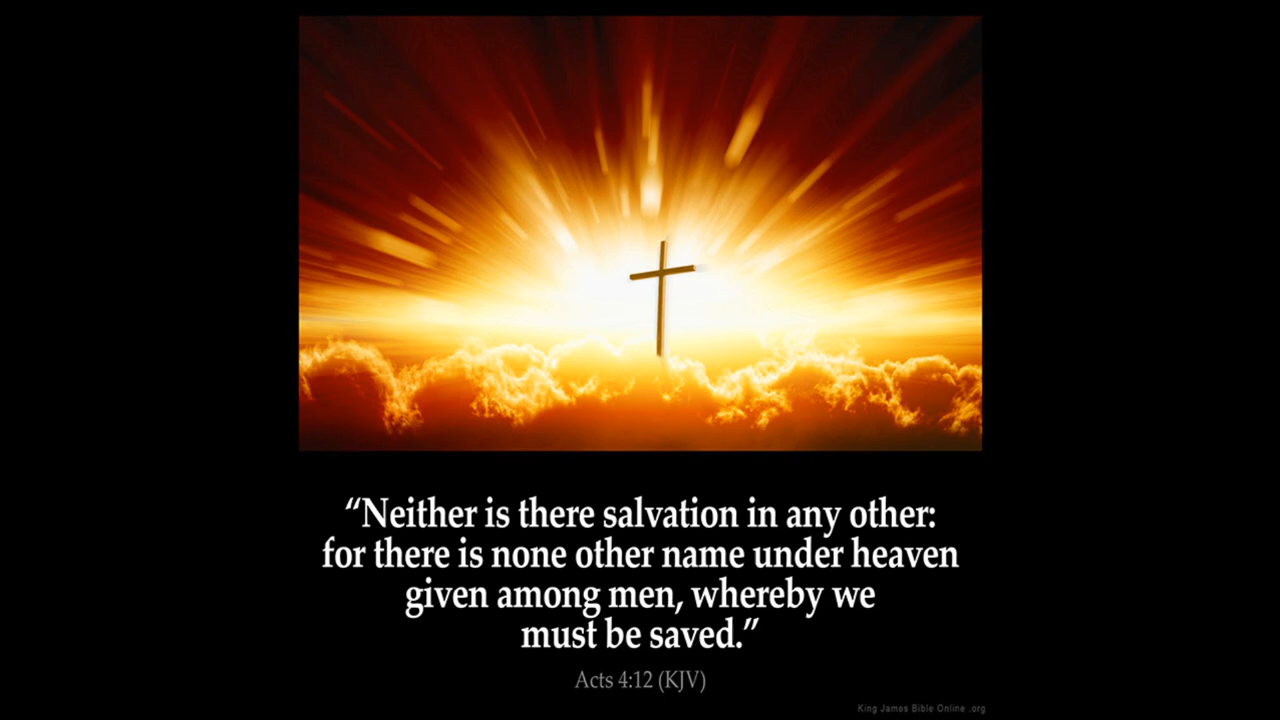 “Neither is there salvation in any other:
for there is none other name under heaven
given among men, whereby we
must be saved.”
Acts 4:12 (KJV)
King James Bible Online .org